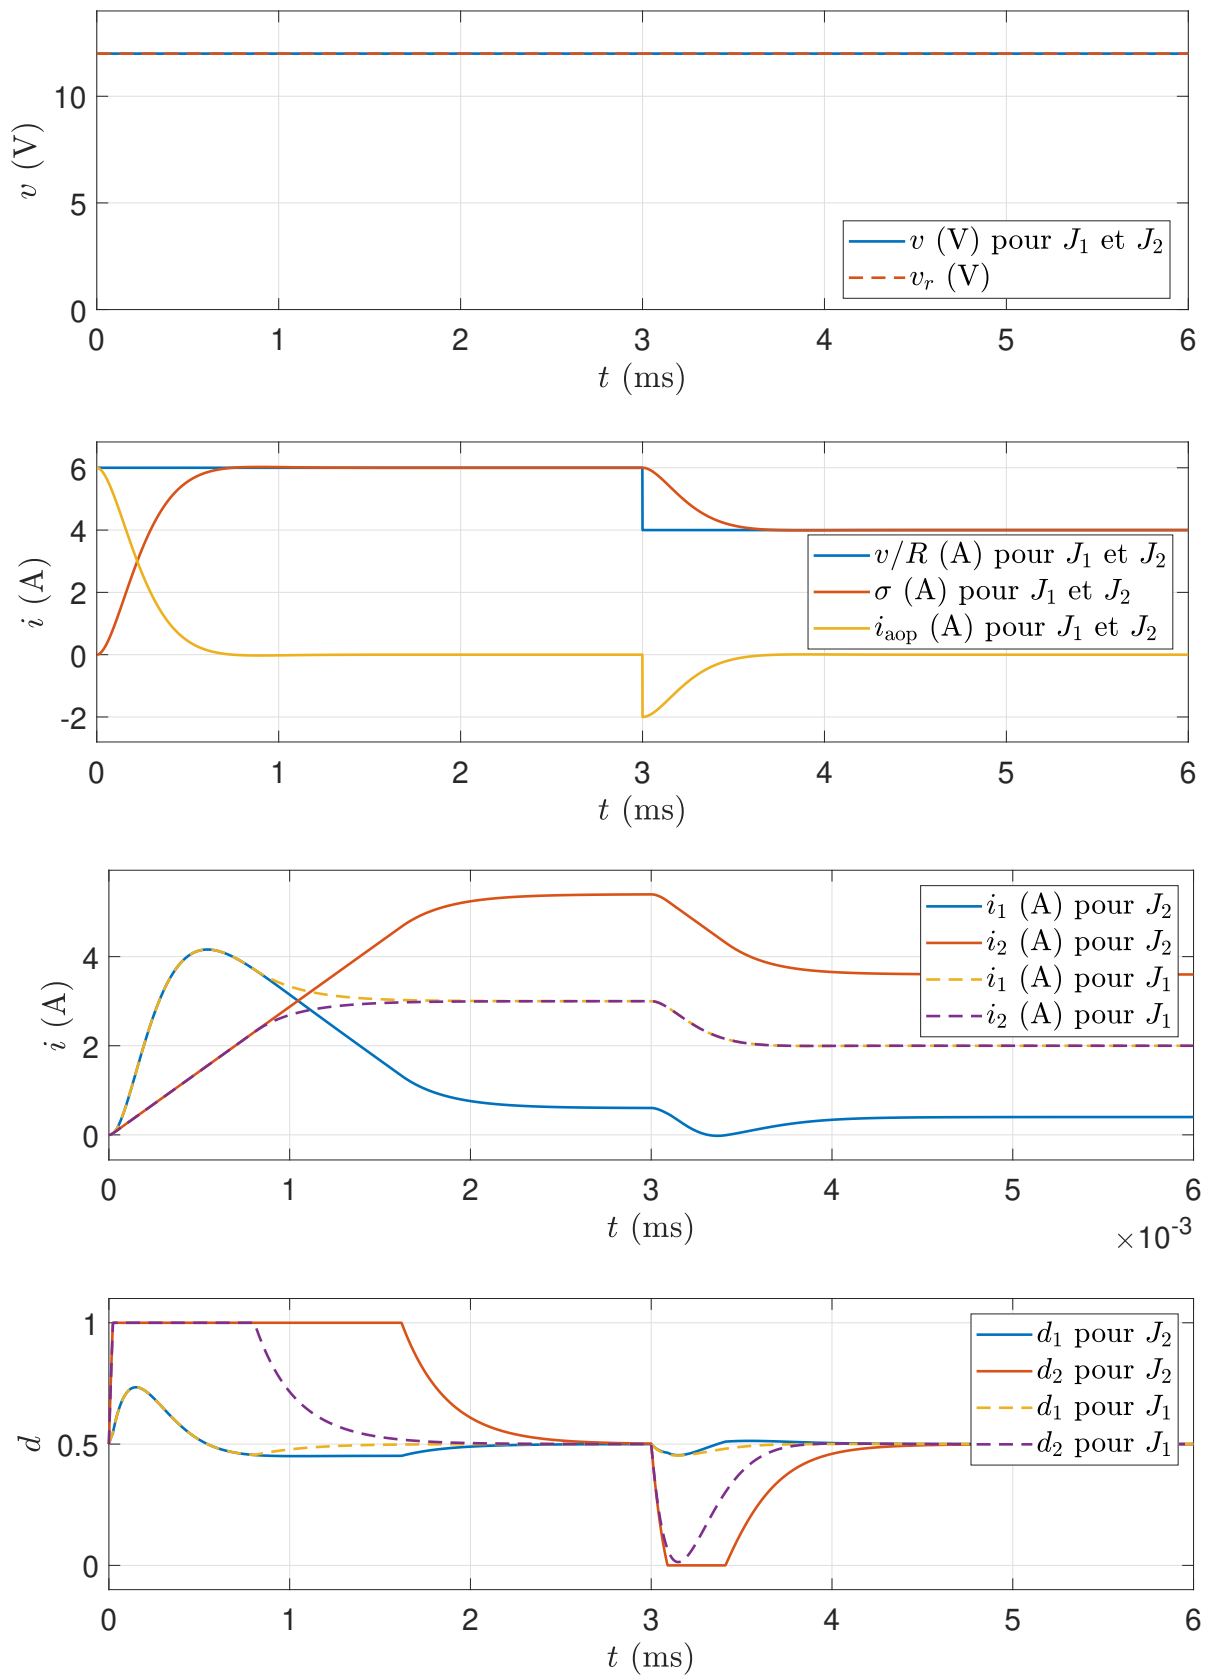 10
5
0
v (V)
v (V) pour J₁ et J₂
vᵣ (V)
0 1 2 3 4 5 6
t (ms)
6
4
2
0
-2
i (A)
v/R (A) pour J₁ et J₂
σ (A) pour J₁ et J₂
i_aop (A) pour J₁ et J₂
0 1 2 3 4 5 6
t (ms)
4
2
0
i (A)
i₁ (A) pour J₂
i₂ (A) pour J₂
i₁ (A) pour J₁
i₂ (A) pour J₁
0 1 2 3 4 5 6
t (ms)
×10⁻³
1
0.5
0
d
d₁ pour J₂
d₂ pour J₂
d₁ pour J₁
d₂ pour J₁
0 1 2 3 4 5 6
t (ms)